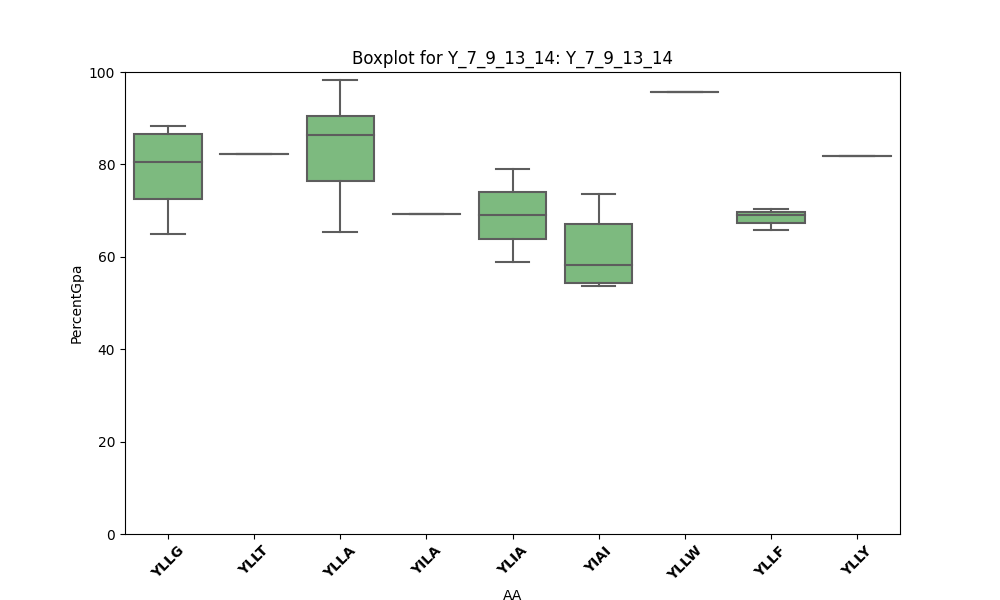 Boxplot for Y_7_9_13_14: Y_7_9_13_14
100
80
60
40
20
0
PercentGpa
YLLG YLLT YLLA YILA YLIA YIAI YLLW YLLF YLLY
AA